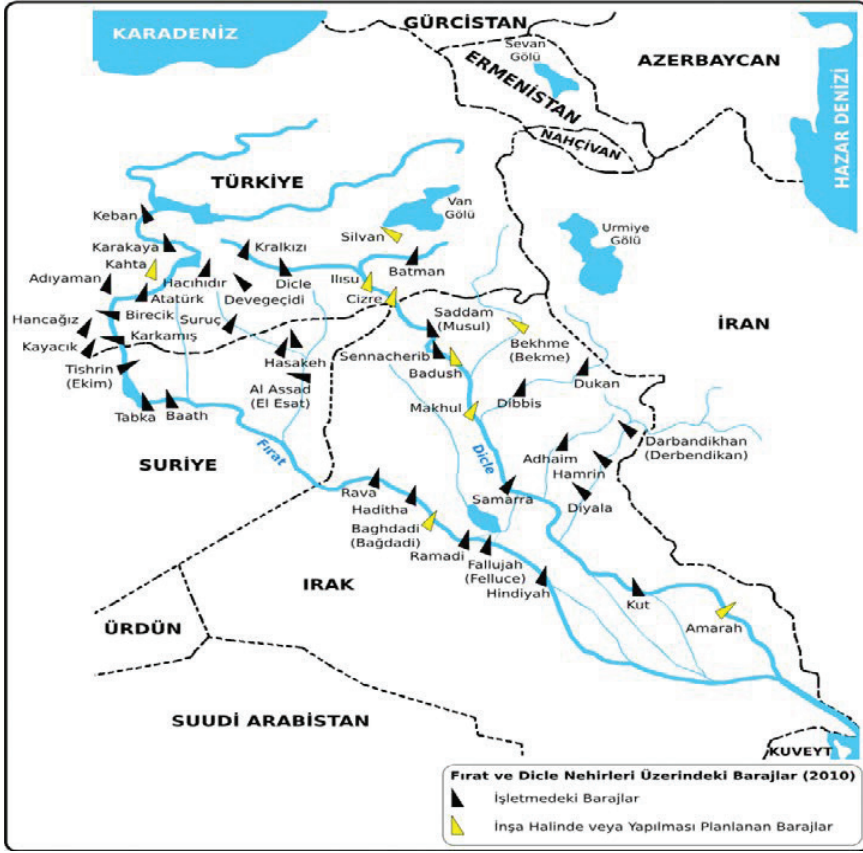 GÜRCİSTAN
KARADENİZ
Sevan
Gölü
AZERBAYCAN
ERMENİSTAN
HAZAR DENİZİ
NAHÇİVAN
TÜRKİYE
Van
Gölü
Keban
Silvan
Urmiye
Gölü
Karakaya
Kralkızı
Kahta
Batman
Adıyaman
Hacıhıdır
Dicle
Ilısu
Devegeçidi
Atatürk
Cizre
Birecik
Suruç
Saddam
(Musul)
Hancağız
Karkamış
Bekhme
(Bekme)
İRAN
Kayacık
Hasakeh
Sennacherib
Badush
Tishrin
(Ekim)
Al Assad
(El Esat)
Dukan
Tabka
Baath
Makhul
Dibbis
Fırat
Dicle
Darbandikhan
(Derbendikan)
Adhaim
Hamrin
SURİYE
Rava
Samarra
Diyala
Haditha
Baghdadi
(Bağdadi)
Ramadi
Fallujah
(Felluce)
Hindiyah
IRAK
Kut
Amarah
ÜRDÜN
SUUDİ ARABİSTAN
KUVEYT
Fırat ve Dicle Nehirleri Üzerindeki Barajlar (2010)
İşletmedeki Barajlar
İnşa Halinde veya Yapılması Planlanan Barajlar